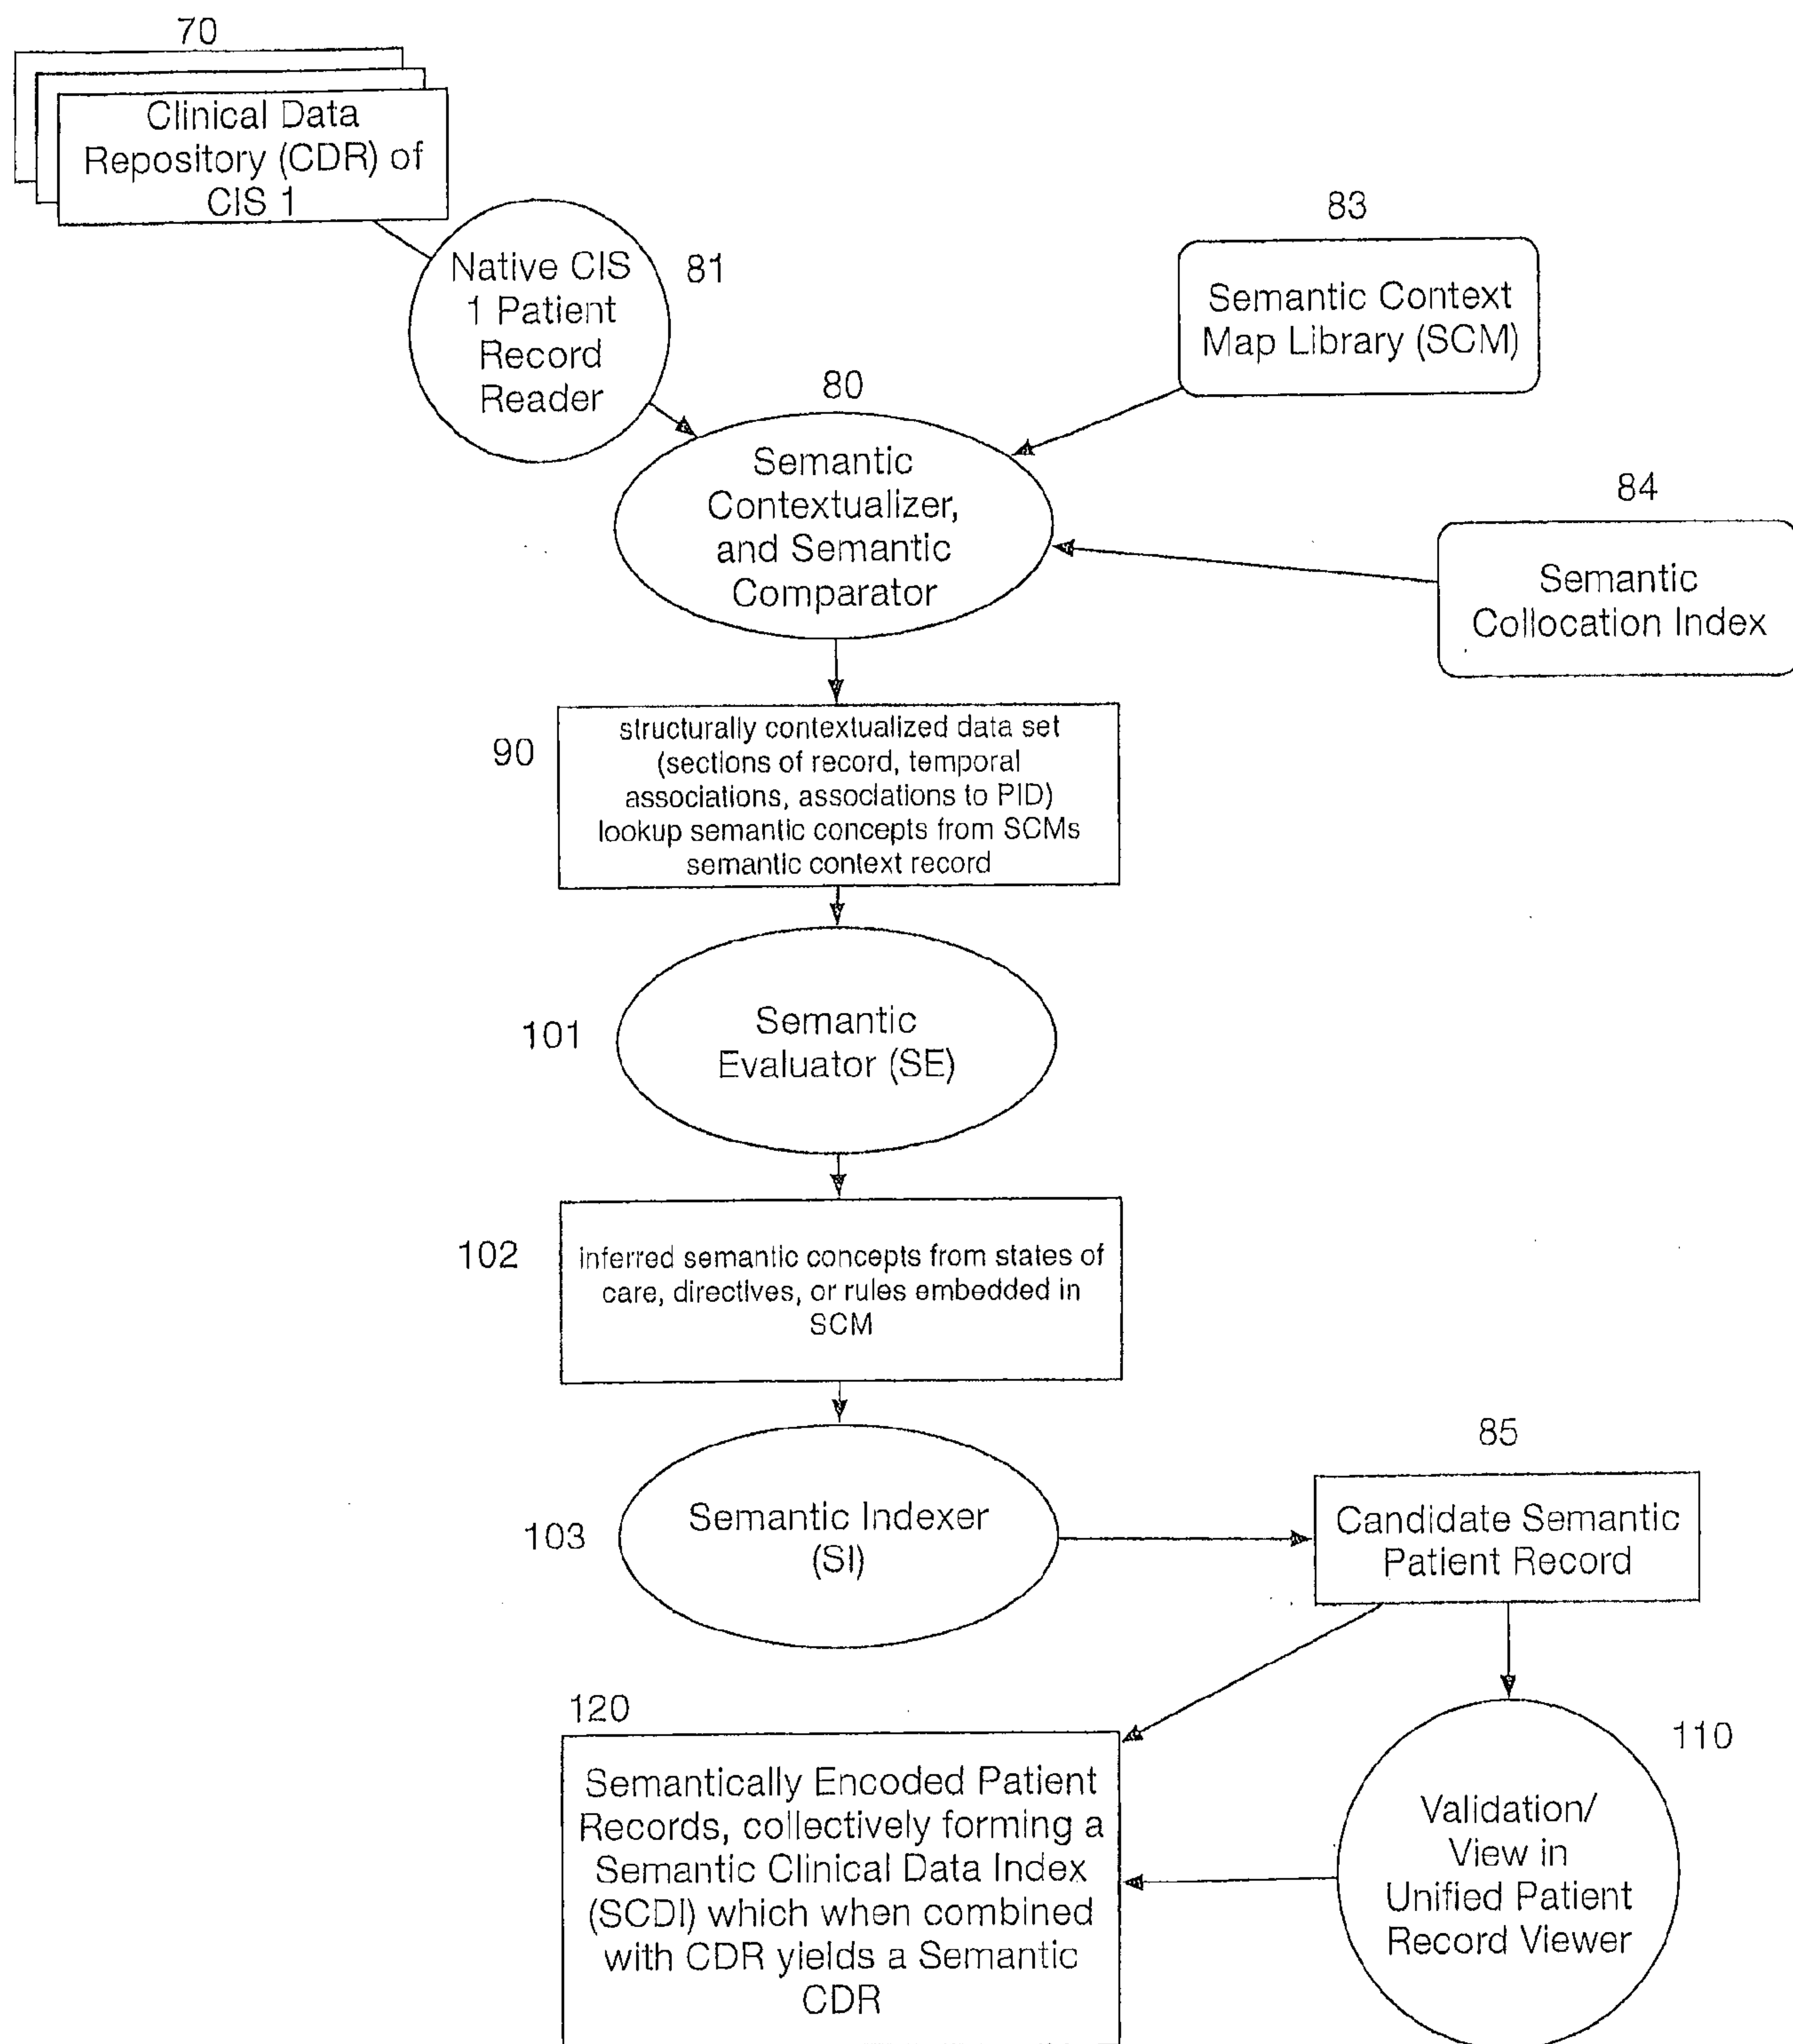 70
Clinical Data
Repository (CDR) of
CIS 1
Native CIS
1 Patient
Record
Reader
81
83
Semantic Context
Map Library (SCM)
80
Semantic
Contextualizer,
and Semantic
Comparator
84
Semantic
Collocation Index
90
structurally contextualized data set
(sections of record, temporal
associations, associations to PID)
lookup semantic concepts from SCMs
semantic context record
101
Semantic
Evaluator (SE)
102
inferred semantic concepts from states of
care, directives, or rules embedded in
SCM
103
Semantic Indexer
(SI)
85
Candidate Semantic
Patient Record
120
Semantically Encoded Patient
Records, collectively forming a
Semantic Clinical Data Index
(SCDI) which when combined
with CDR yields a Semantic
CDR
110
Validation/
View in
Unified Patient
Record Viewer